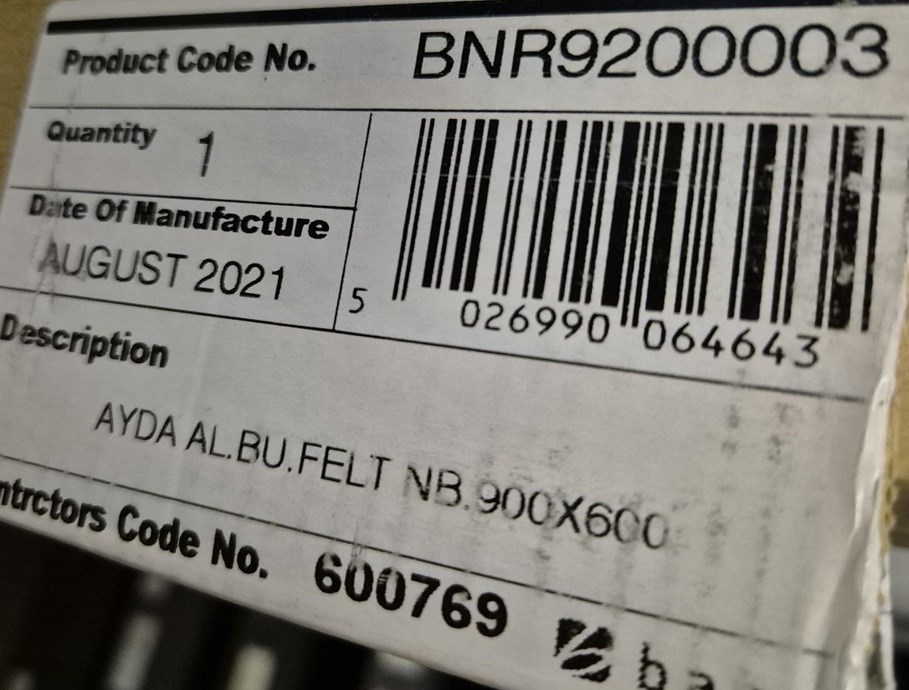 Product Code No. BNR9200003
Quantity 1
Date Of Manufacture
AUGUST 2021
5 026990 064643
Description
AYDA AL.BU.FELT NB.900X600
ntrctors Code No. 600769